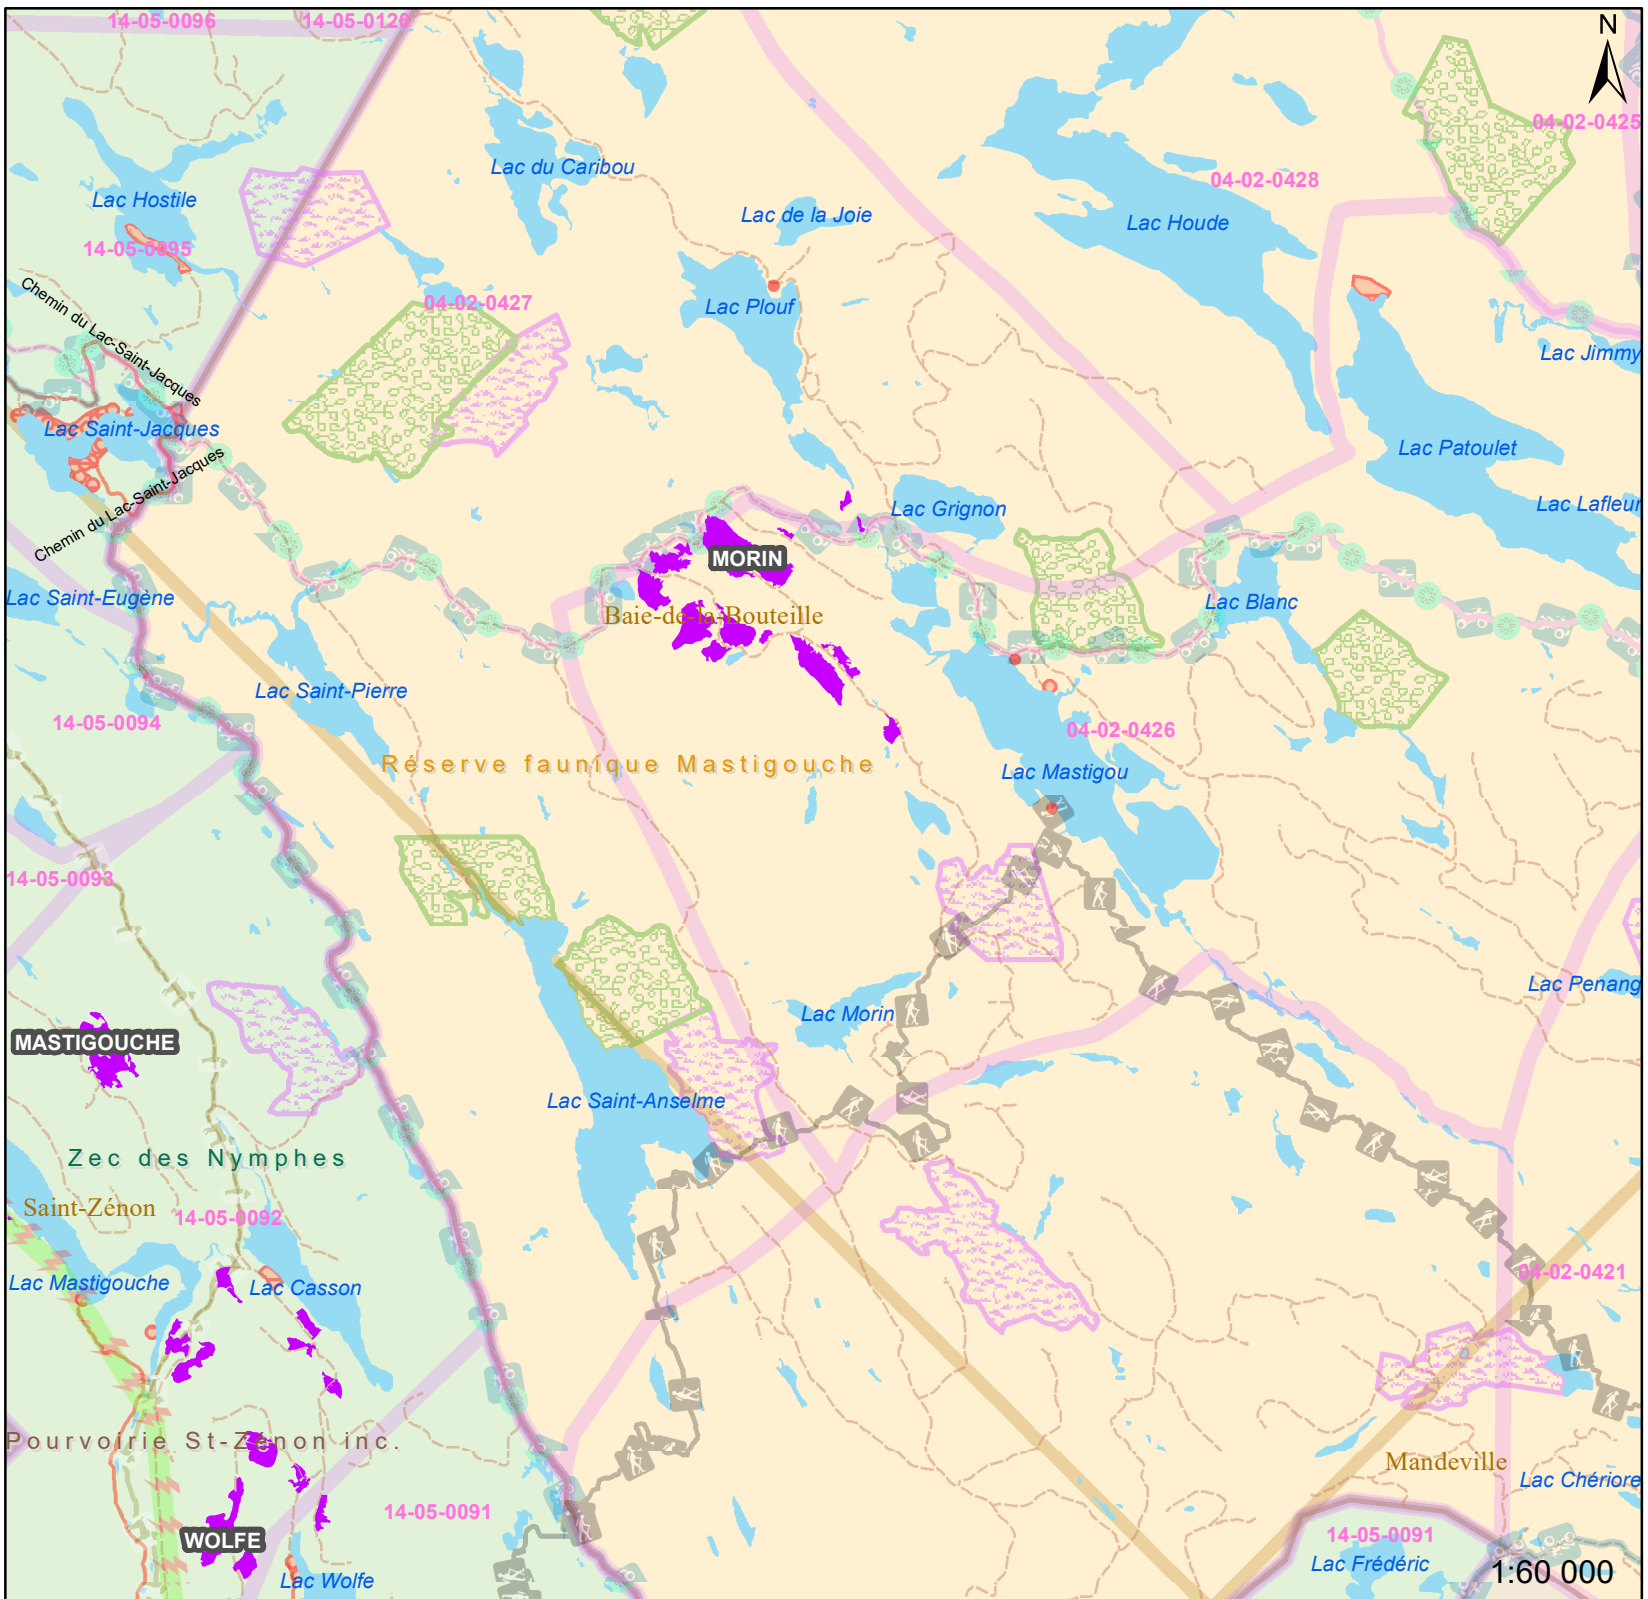 14-05-0096
14-05-0126
N
04-02-0425
Lac du Caribou
04-02-0428
Lac Hostile
Lac de la Joie
Lac Houde
14-05-0095
04-02-0427
Lac Plouf
Chemin du Lac-Saint-Jacques
Lac Jimmy
Lac Saint-Jacques
Lac Patoulet
Chemin du Lac-Saint-Jacques
Lac Grignon
Lac Lafleur
MORIN
Lac Saint-Eugène
Baie-de-la-Bouteille
Lac Blanc
Lac Saint-Pierre
14-05-0094
04-02-0426
Réserve faunique Mastigouche
Lac Mastigou
14-05-0093
Lac Penang
Lac Morin
MASTIGOUCHE
Lac Saint-Anselme
Zec des Nymphes
Saint-Zénon
14-05-0092
Lac Mastigouche
Lac Casson
04-02-0421
Pourvoirie St-Zénon inc.
Mandeville
Lac Chériore
14-05-0091
14-05-0091
WOLFE
Lac Frédéric
1:60 000
Lac Wolfe